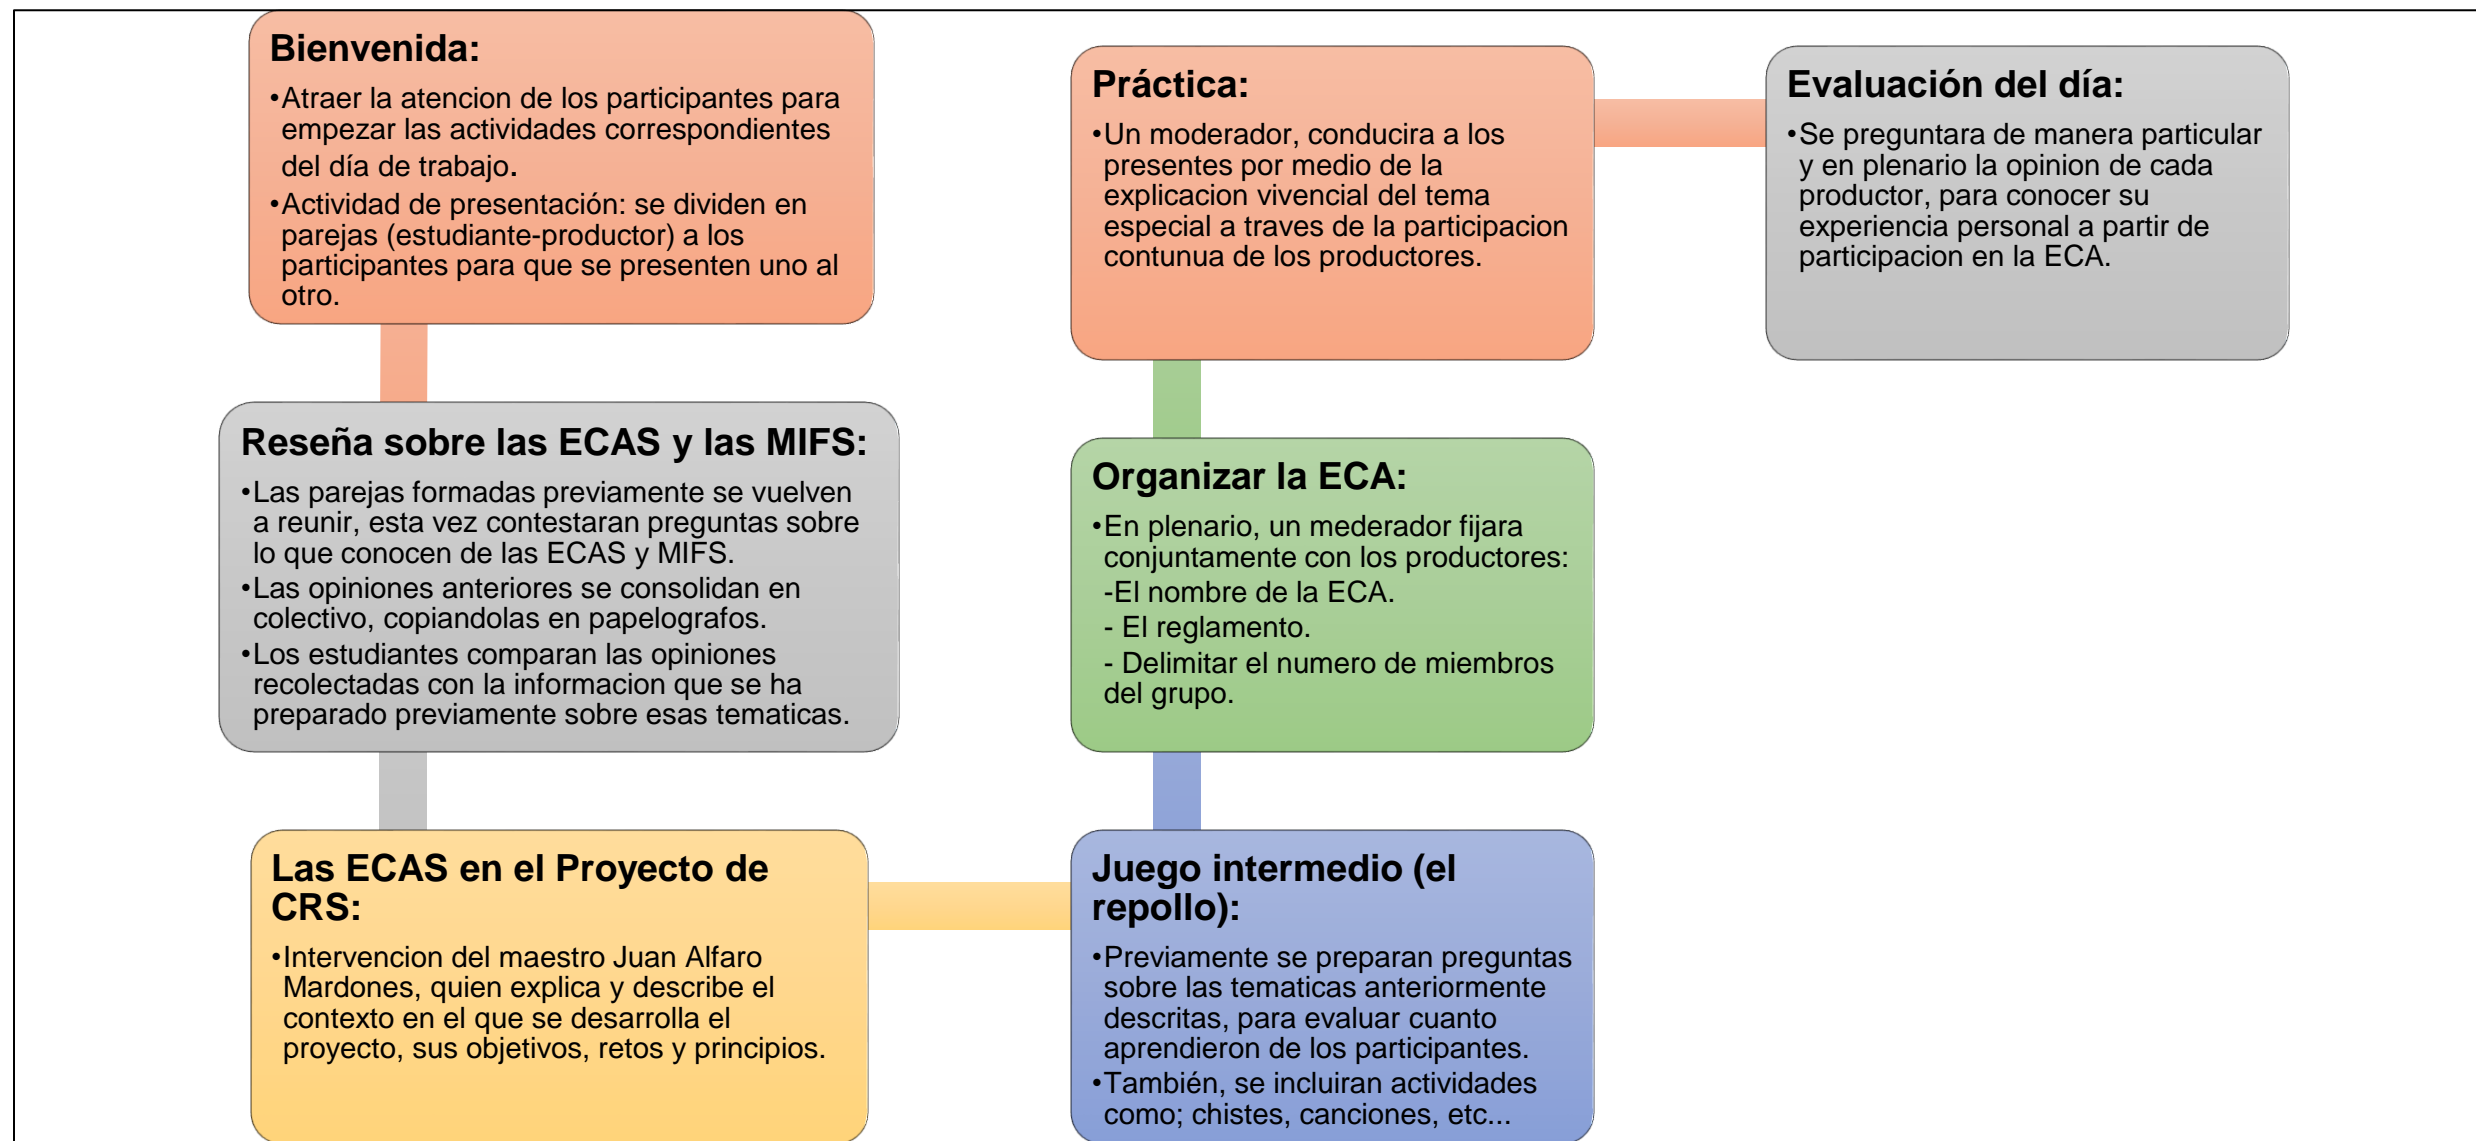 Bienvenida:
•Atraer la atencion de los participantes para
empezar las actividades correspondientes
del día de trabajo.
•Actividad de presentación: se dividen en
parejas (estudiante-productor) a los
participantes para que se presenten uno al
otro.
Reseña sobre las ECAS y las MIFS:
•Las parejas formadas previamente se vuelven
a reunir, esta vez contestaran preguntas sobre
lo que conocen de las ECAS y MIFS.
•Las opiniones anteriores se consolidan en
colectivo, copiandolas en papelografos.
•Los estudiantes comparan las opiniones
recolectadas con la informacion que se ha
preparado previamente sobre esas tematicas.
Las ECAS en el Proyecto de
CRS:
•Intervencion del maestro Juan Alfaro
Mardones, quien explica y describe el
contexto en el que se desarrolla el
proyecto, sus objetivos, retos y principios.
Juego intermedio (el
repollo):
•Previamente se preparan preguntas
sobre las tematicas anteriormente
descritas, para evaluar cuanto
aprendieron de los participantes.
•También, se incluiran actividades
como; chistes, canciones, etc...
Organizar la ECA:
•En plenario, un mederador fijara
conjuntamente con los productores:
-El nombre de la ECA.
- El reglamento.
- Delimitar el numero de miembros
del grupo.
Práctica:
•Un moderador, conducira a los
presentes por medio de la
explicacion vivencial del tema
especial a traves de la participacion
contunua de los productores.
Evaluación del día:
•Se preguntara de manera particular
y en plenario la opinion de cada
productor, para conocer su
experiencia personal a partir de
participacion en la ECA.